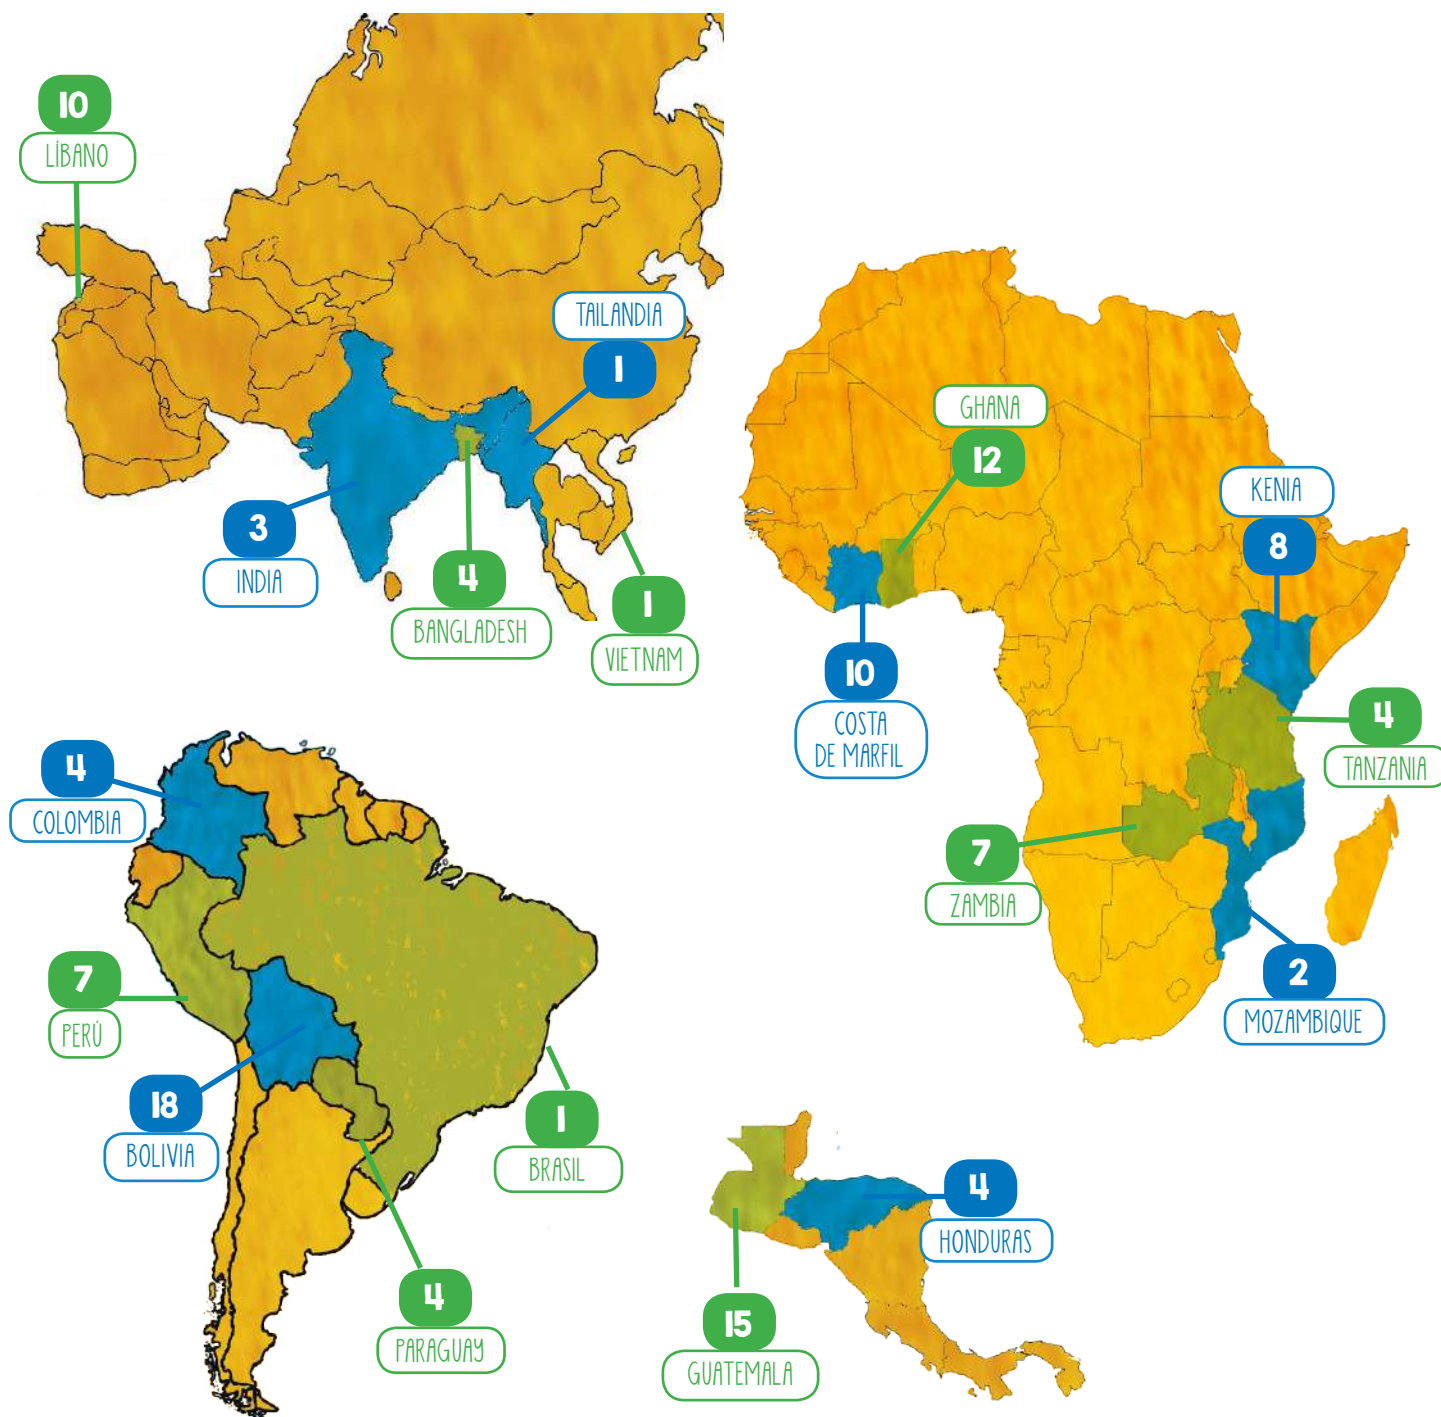 10
LÍBANO
TAILANDIA
1
3
INDIA
4
BANGLADESH
1
VIETNAM
GHANA
12
KENIA
8
10
COSTA
DE MARFIL
4
TANZANIA
7
ZAMBIA
2
MOZAMBIQUE
4
COLOMBIA
7
PERÚ
18
BOLIVIA
1
BRASIL
4
PARAGUAY
4
HONDURAS
15
GUATEMALA